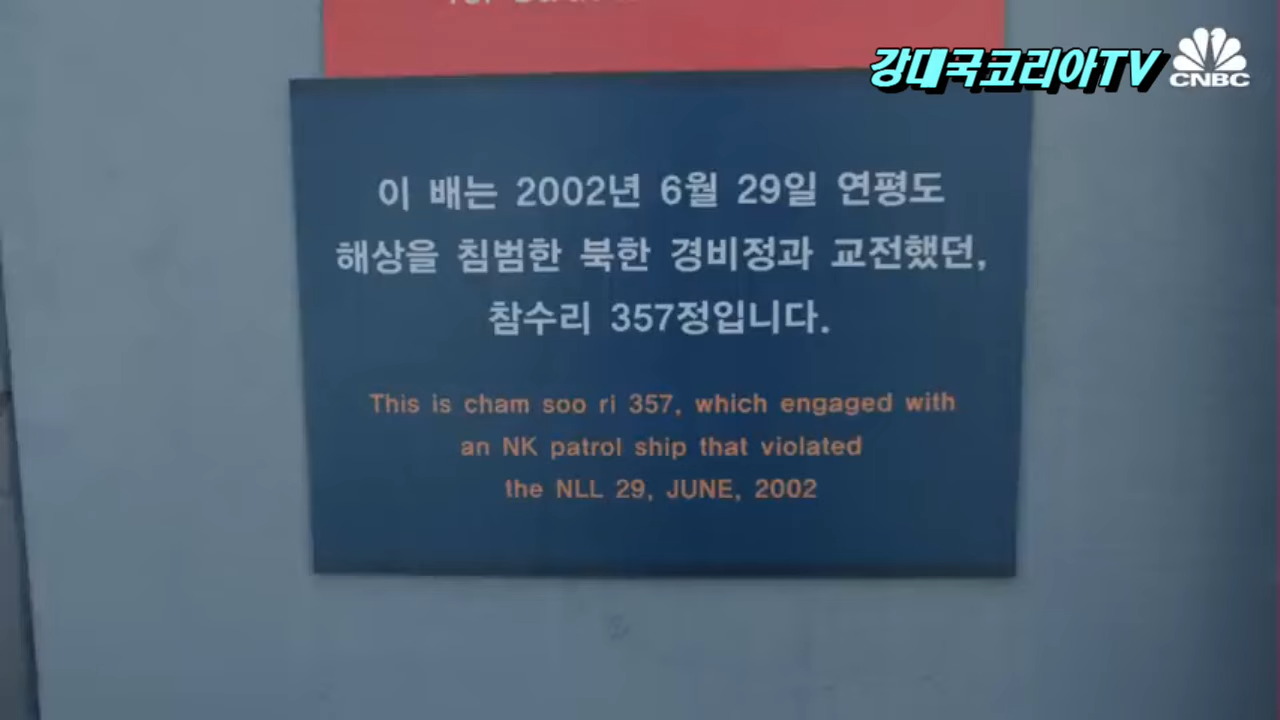 강대국코리아TV
CNBC
이 배는 2002년 6월 29일 연평도
해상을 침범한 북한 경비정과 교전했던,
참수리 357정입니다.
This is cham soo ri 357, which engaged with
an NK patrol ship that violated
the NLL 29, JUNE, 2002